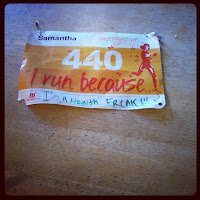 Samantha
440
I run because...
I'm A HEALTH FREAK!!!